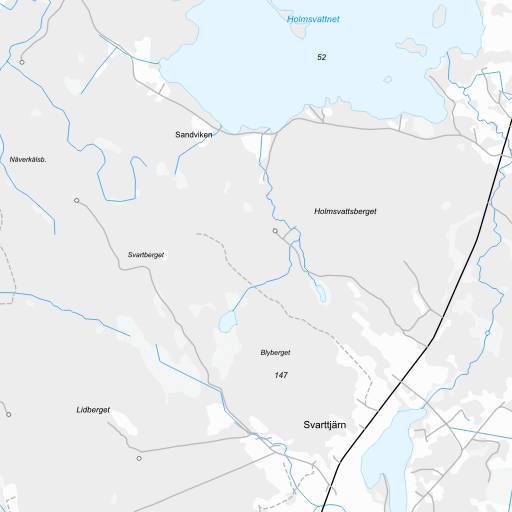 Holmsvattnet
52
Sandviken
Näverkälsb.
Holmsvattsberget
Svartberget
Blyberget
147
Lidberget
Svarttjärn